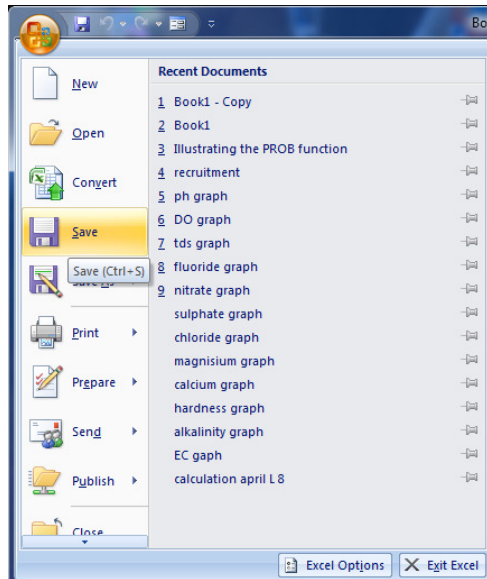 Bo
New
Open
Convert
Save
Save (Ctrl+S)
Save As
Print
Prepare
Send
Publish
Close
Recent Documents
1 Book1 - Copy
2 Book1
3 Illustrating the PROB function
4 recruitment
5 ph graph
6 DO graph
7 tds graph
8 fluoride graph
9 nitrate graph
sulphate graph
chloride graph
magnisium graph
calcium graph
hardness graph
alkalinity graph
EC gaph
calculation april L 8
Excel Options
Exit Excel